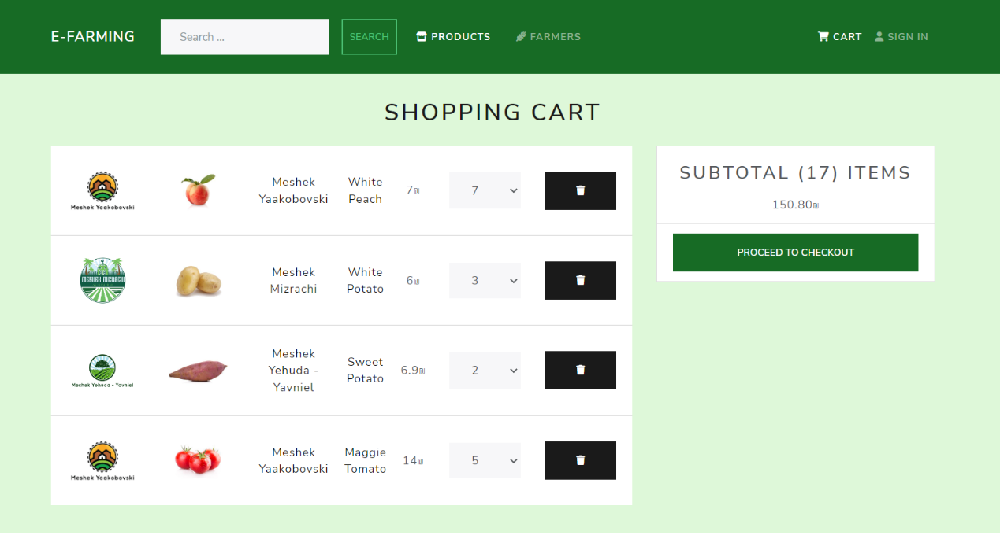 E-FARMING Search ... SEARCH PRODUCTS FARMERS CART SIGN IN
SHOPPING CART
Meshek Yaakobovski
Meshek
Yaakobovski
White
Peach
7₪
7
Meshek
Mizrachi
MESHEK MIZRACHI
White
Potato
6₪
3
Meshek Yehuda - Yavniel
Meshek
Yehuda -
Yavniel
Sweet
Potato
6.9₪
2
Meshek Yaakobovski
Meshek
Yaakobovski
Maggie
Tomato
14₪
5
SUBTOTAL (17) ITEMS
150.80₪
PROCEED TO CHECKOUT